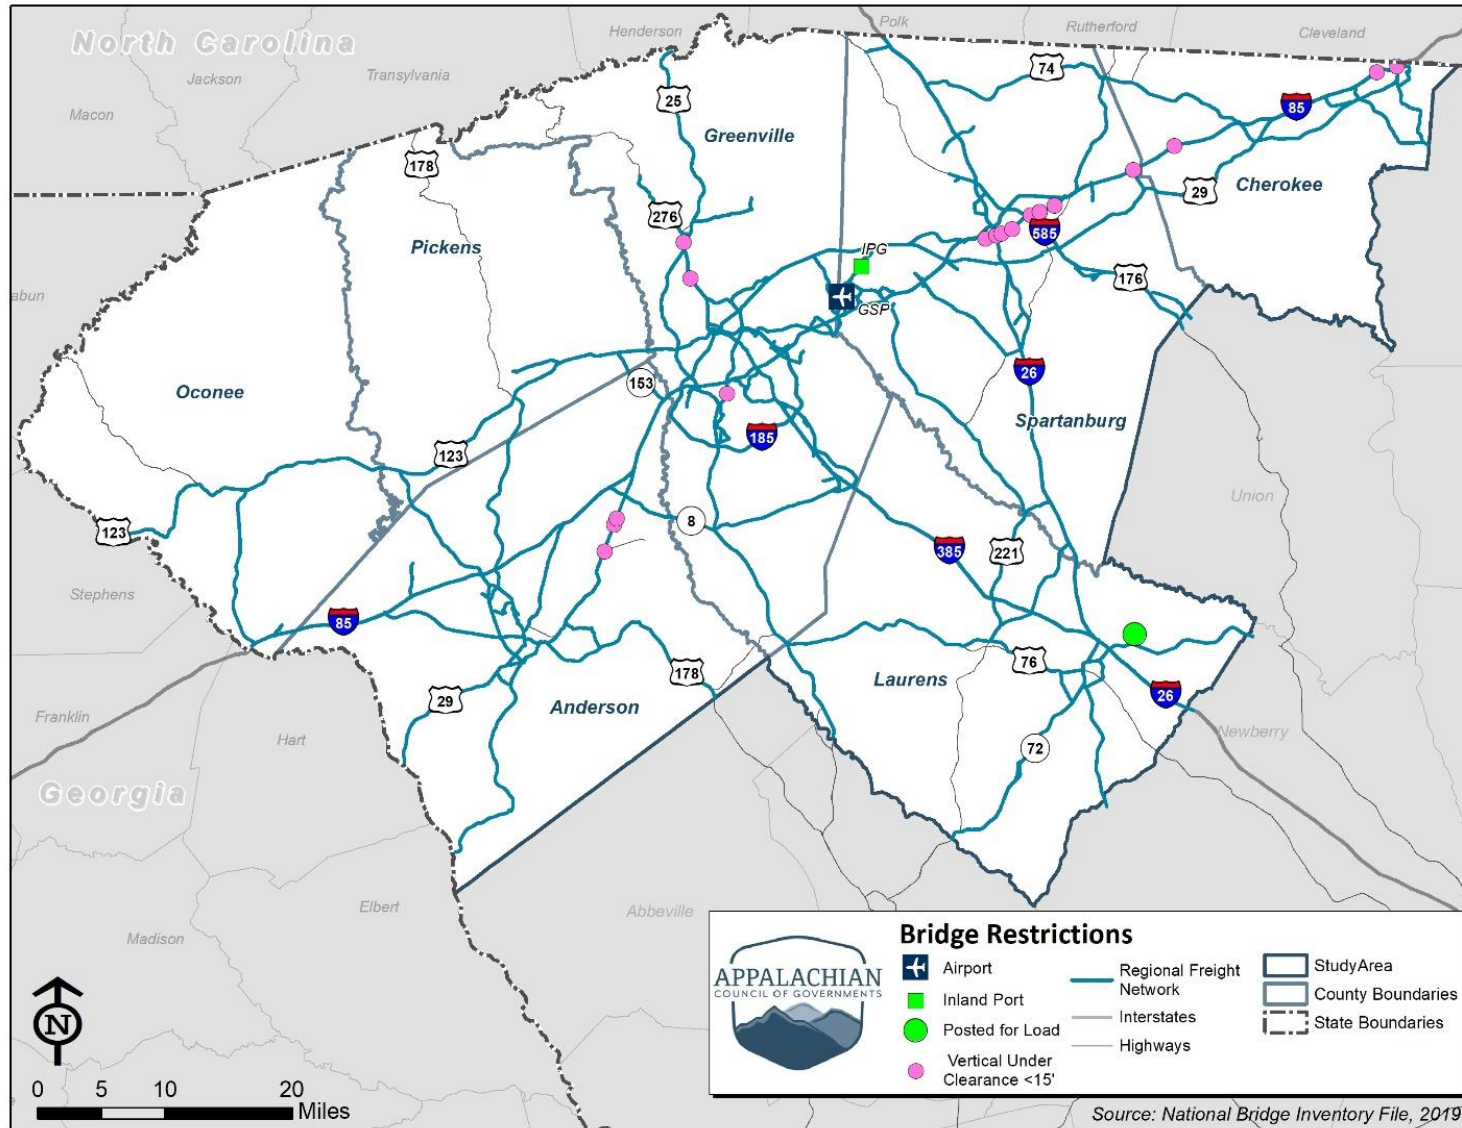 North Carolina
Henderson
Polk
Rutherford
Cleveland
Jackson
Transylvania
Macon
74
25
85
Greenville
178
29
Cherokee
276
585
Pickens
IPG
176
abun
GSP
26
153
Oconee
Spartanburg
185
123
Union
8
123
385
221
Stephens
85
76
178
Laurens
26
29
Anderson
Franklin
Newberry
Hart
72
Georgia
Elbert
Abbeville
Madison
N
0 5 10 20
Miles
APPALACHIAN
COUNCIL OF GOVERNMENTS
Bridge Restrictions
Airport
Inland Port
Posted for Load
Vertical Under
Clearance <15'
Regional Freight
Network
Interstates
Highways
StudyArea
County Boundaries
State Boundaries
Source: National Bridge Inventory File, 2019